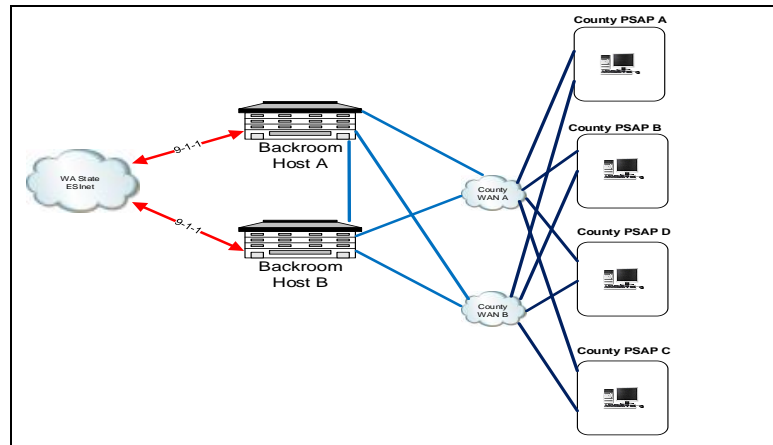 County PSAP A
9-1-1
Backroom
Host A
County PSAP B
WA State
ESInet
County
WAN A
9-1-1
County PSAP D
Backroom
Host B
County
WAN B
County PSAP C